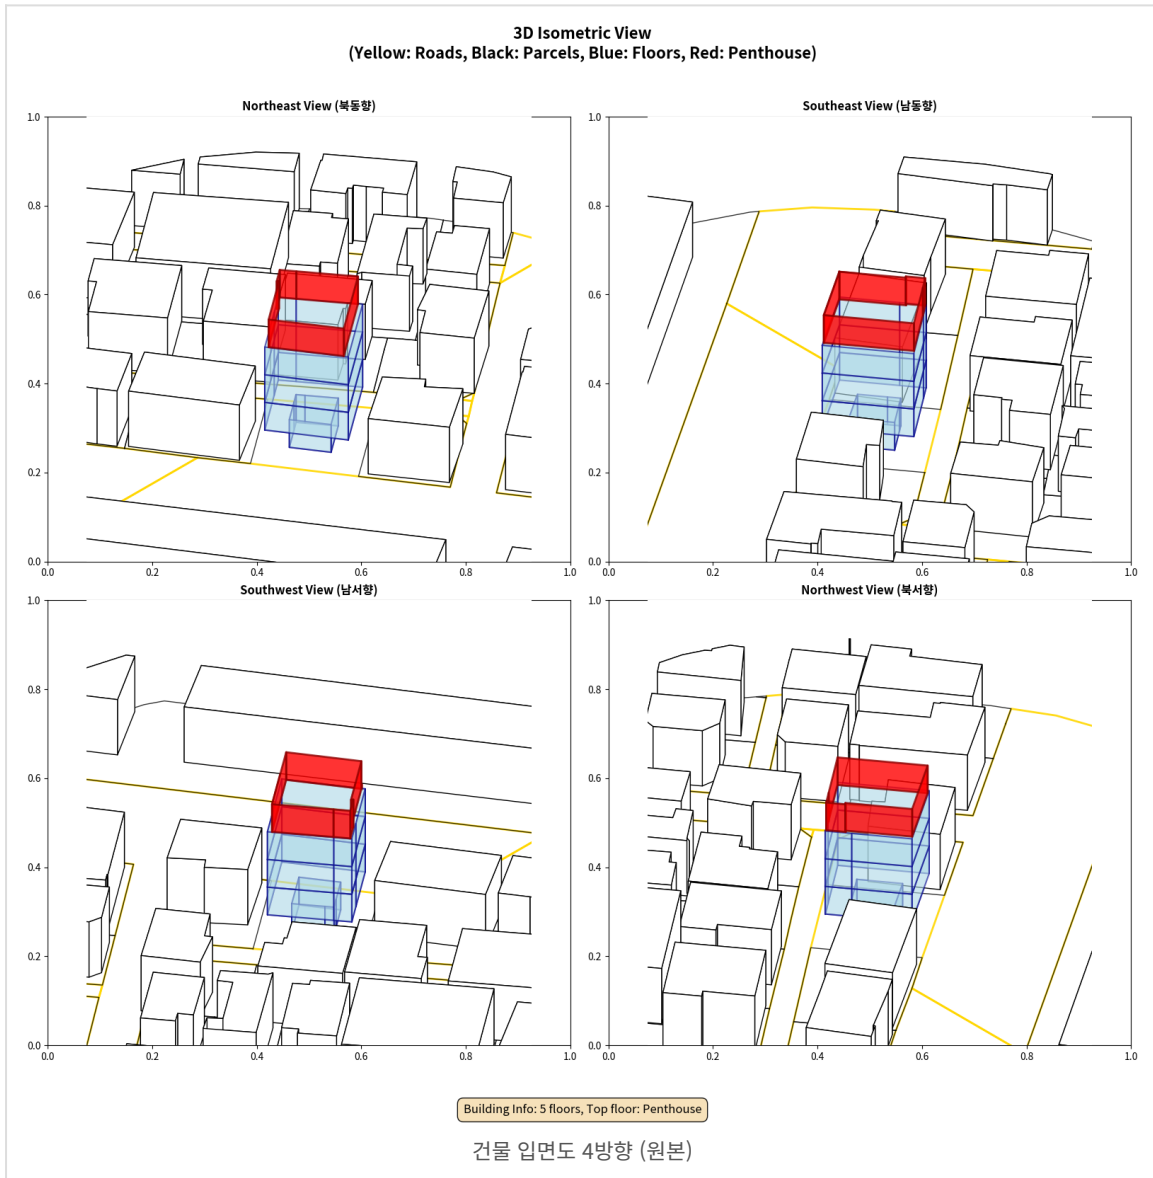 3D Isometric View
(Yellow: Roads, Black: Parcels, Blue: Floors, Red: Penthouse)
Northeast View (북동향)
1.0
0.8
0.6
0.4
0.2
0.0
0.0 0.2 0.4 0.6 0.8 1.0
Southeast View (남동향)
1.0
0.8
0.6
0.4
0.2
0.0
0.0 0.2 0.4 0.6 0.8 1.0
Southwest View (남서향)
1.0
0.8
0.6
0.4
0.2
0.0
0.0 0.2 0.4 0.6 0.8 1.0
Northwest View (북서향)
1.0
0.8
0.6
0.4
0.2
0.0
0.0 0.2 0.4 0.6 0.8 1.0
Building Info: 5 floors, Top floor: Penthouse
건물 입면도 4방향 (원본)